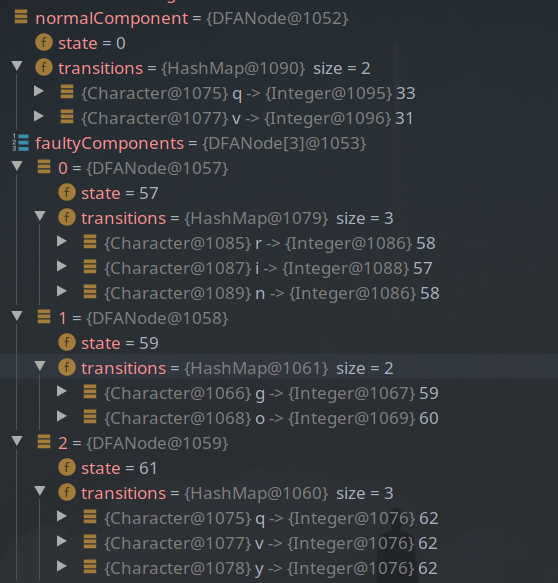 normalComponent = {DFANode@1052}
f state = 0
f transitions = {HashMap@1090} size = 2
{Character@1075} q -> {Integer@1095} 33
{Character@1077} v -> {Integer@1096} 31
faultyComponents = {DFANode[3]@1053}
0 = {DFANode@1057}
f state = 57
f transitions = {HashMap@1079} size = 3
{Character@1085} r -> {Integer@1086} 58
{Character@1087} i -> {Integer@1088} 57
{Character@1089} n -> {Integer@1086} 58
1 = {DFANode@1058}
f state = 59
f transitions = {HashMap@1061} size = 2
{Character@1066} g -> {Integer@1067} 59
{Character@1068} o -> {Integer@1069} 60
2 = {DFANode@1059}
f state = 61
f transitions = {HashMap@1060} size = 3
{Character@1075} q -> {Integer@1076} 62
{Character@1077} v -> {Integer@1076} 62
{Character@1078} y -> {Integer@1076} 62